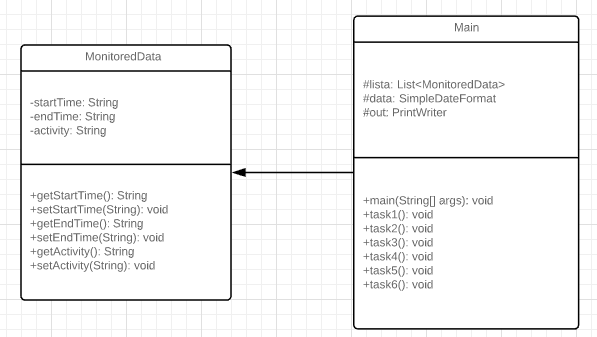 MonitoredData
-startTime: String
-endTime: String
-activity: String
+getStartTime(): String
+setStartTime(String): void
+getEndTime(): String
+setEndTime(String): void
+getActivity(): String
+setActivity(String): void
Main
#lista: List<MonitoredData>
#data: SimpleDateFormat
#out: PrintWriter
+main(String[] args): void
+task1(): void
+task2(): void
+task3(): void
+task4(): void
+task5(): void
+task6(): void